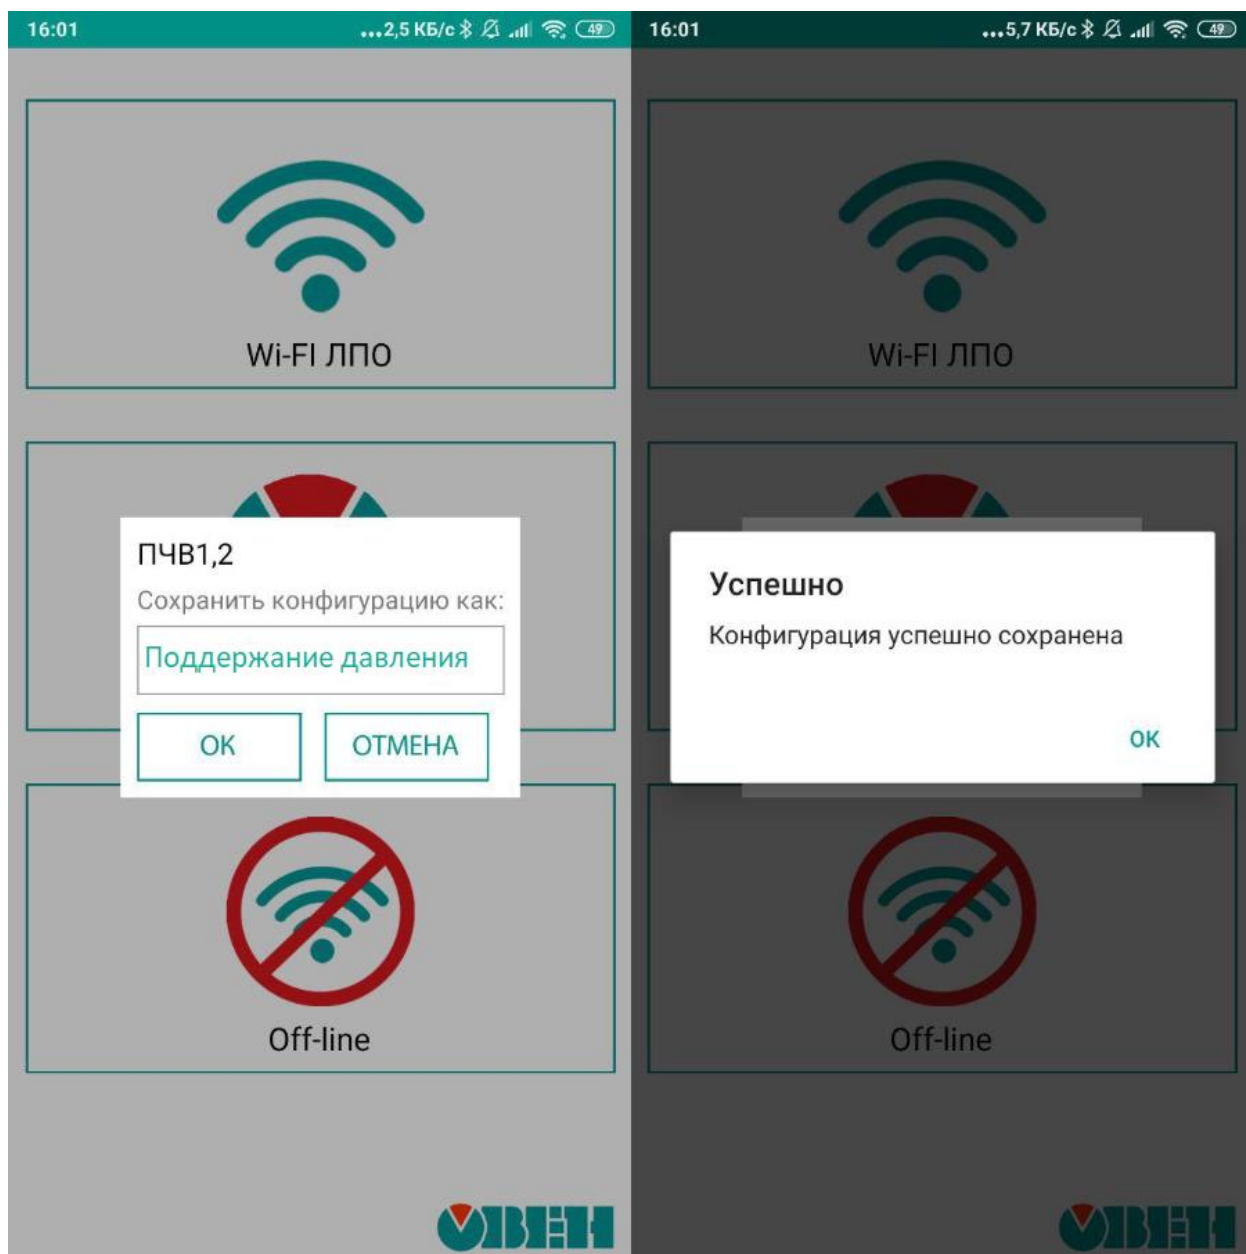 16:01
...2,5 КБ/с
49
Wi-FI ЛПО
ПЧВ1,2
Сохранить конфигурацию как:
Поддержание давления
ОК
ОТМЕНА
Off-line
ОВЕН
16:01
...5,7 КБ/с
49
Wi-FI ЛПО
Успешно
Конфигурация успешно сохранена
ОК
Off-line
ОВЕН